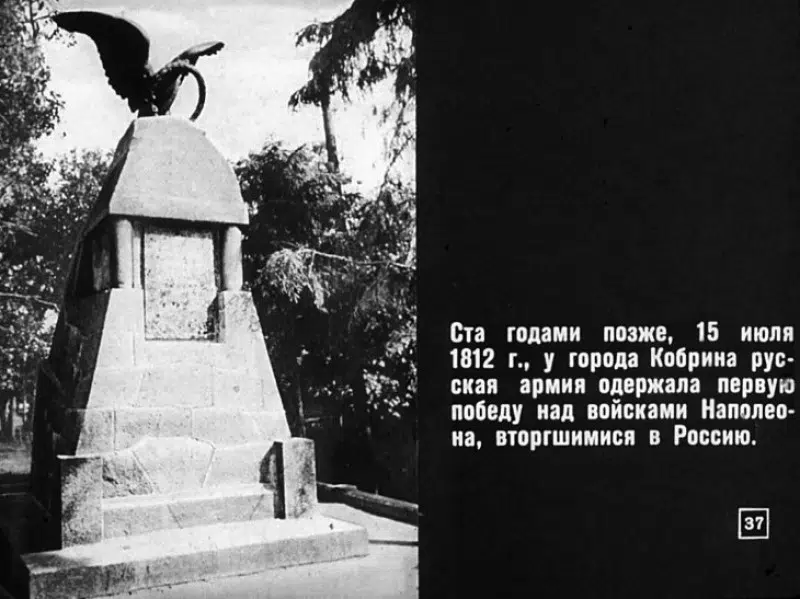 Ста годами позже, 15 июля
1812 г., у города Кобрина рус-
ская армия одержала первую
победу над войсками Наполео-
на, вторгшимися в Россию.
37